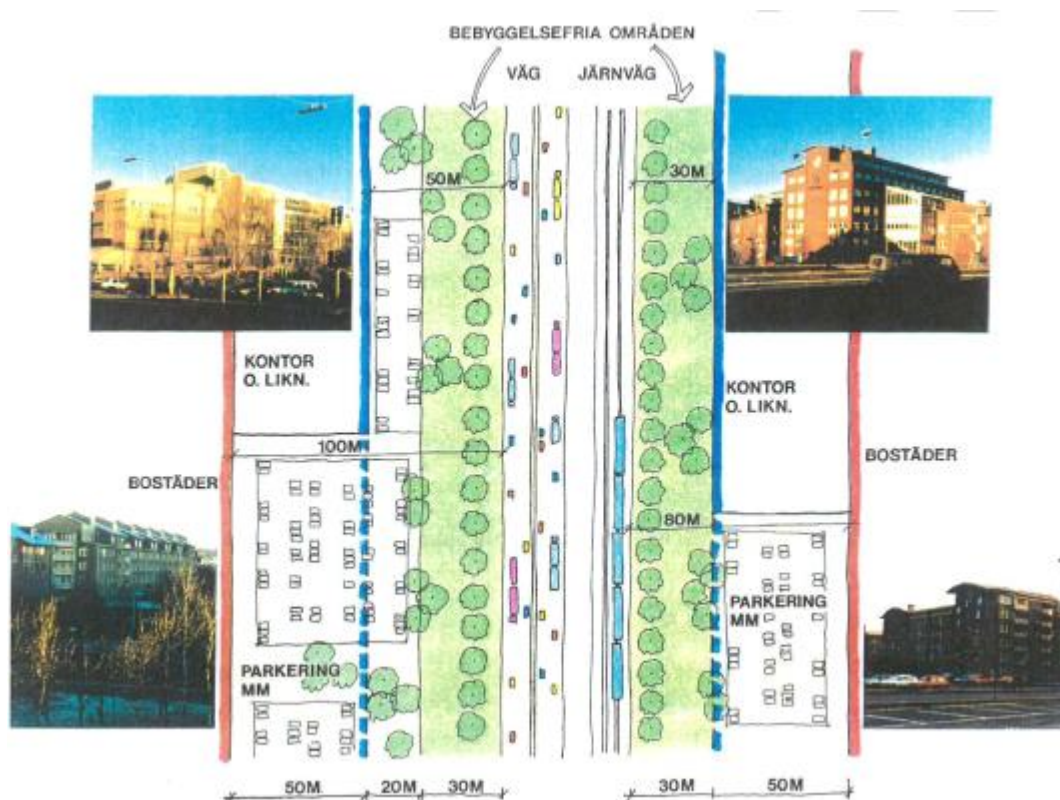 BEBYGGELSEFRIA OMRÅDEN
VÄG
JÄRNVÄG
50M
30M
KONTOR
O. LIKN.
KONTOR
O. LIKN.
100M
BOSTÄDER
BOSTÄDER
80M
PARKERING
MM
PARKERING
MM
50M
20M
30M
30M
50M